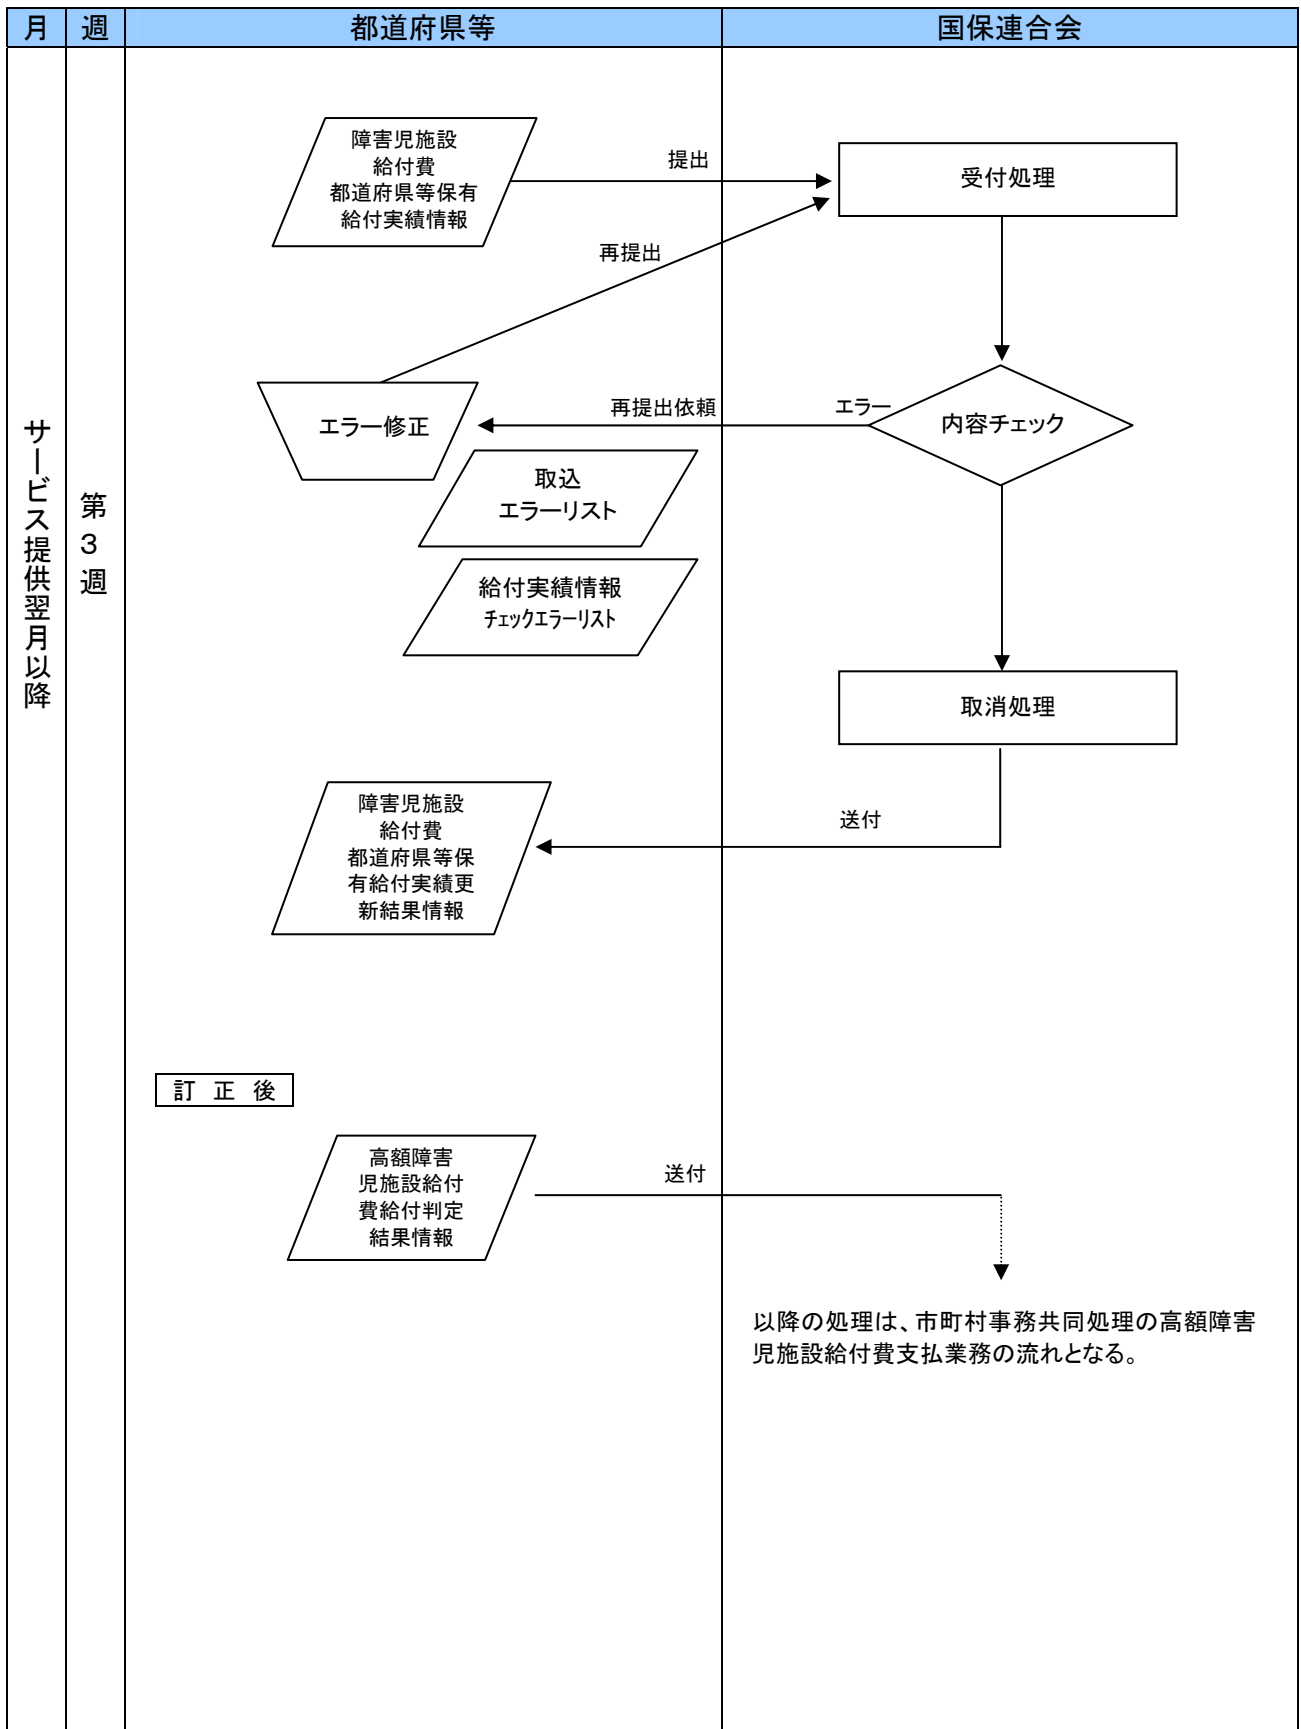 月
週
都道府県等
国保連合会
サービス提供翌月以降
第
3
週
障害児施設
給付費
都道府県等保有
給付実績情報
提出
受付処理
再提出
エラー修正
再提出依頼
エラー
内容チェック
取込
エラーリスト
給付実績情報
チェックエラーリスト
取消処理
障害児施設
給付費
都道府県等保
有給付実績更
新結果情報
送付
訂 正 後
高額障害
児施設給付
費給付判定
結果情報
送付
以降の処理は、市町村事務共同処理の高額障害
児施設給付費支払業務の流れとなる。